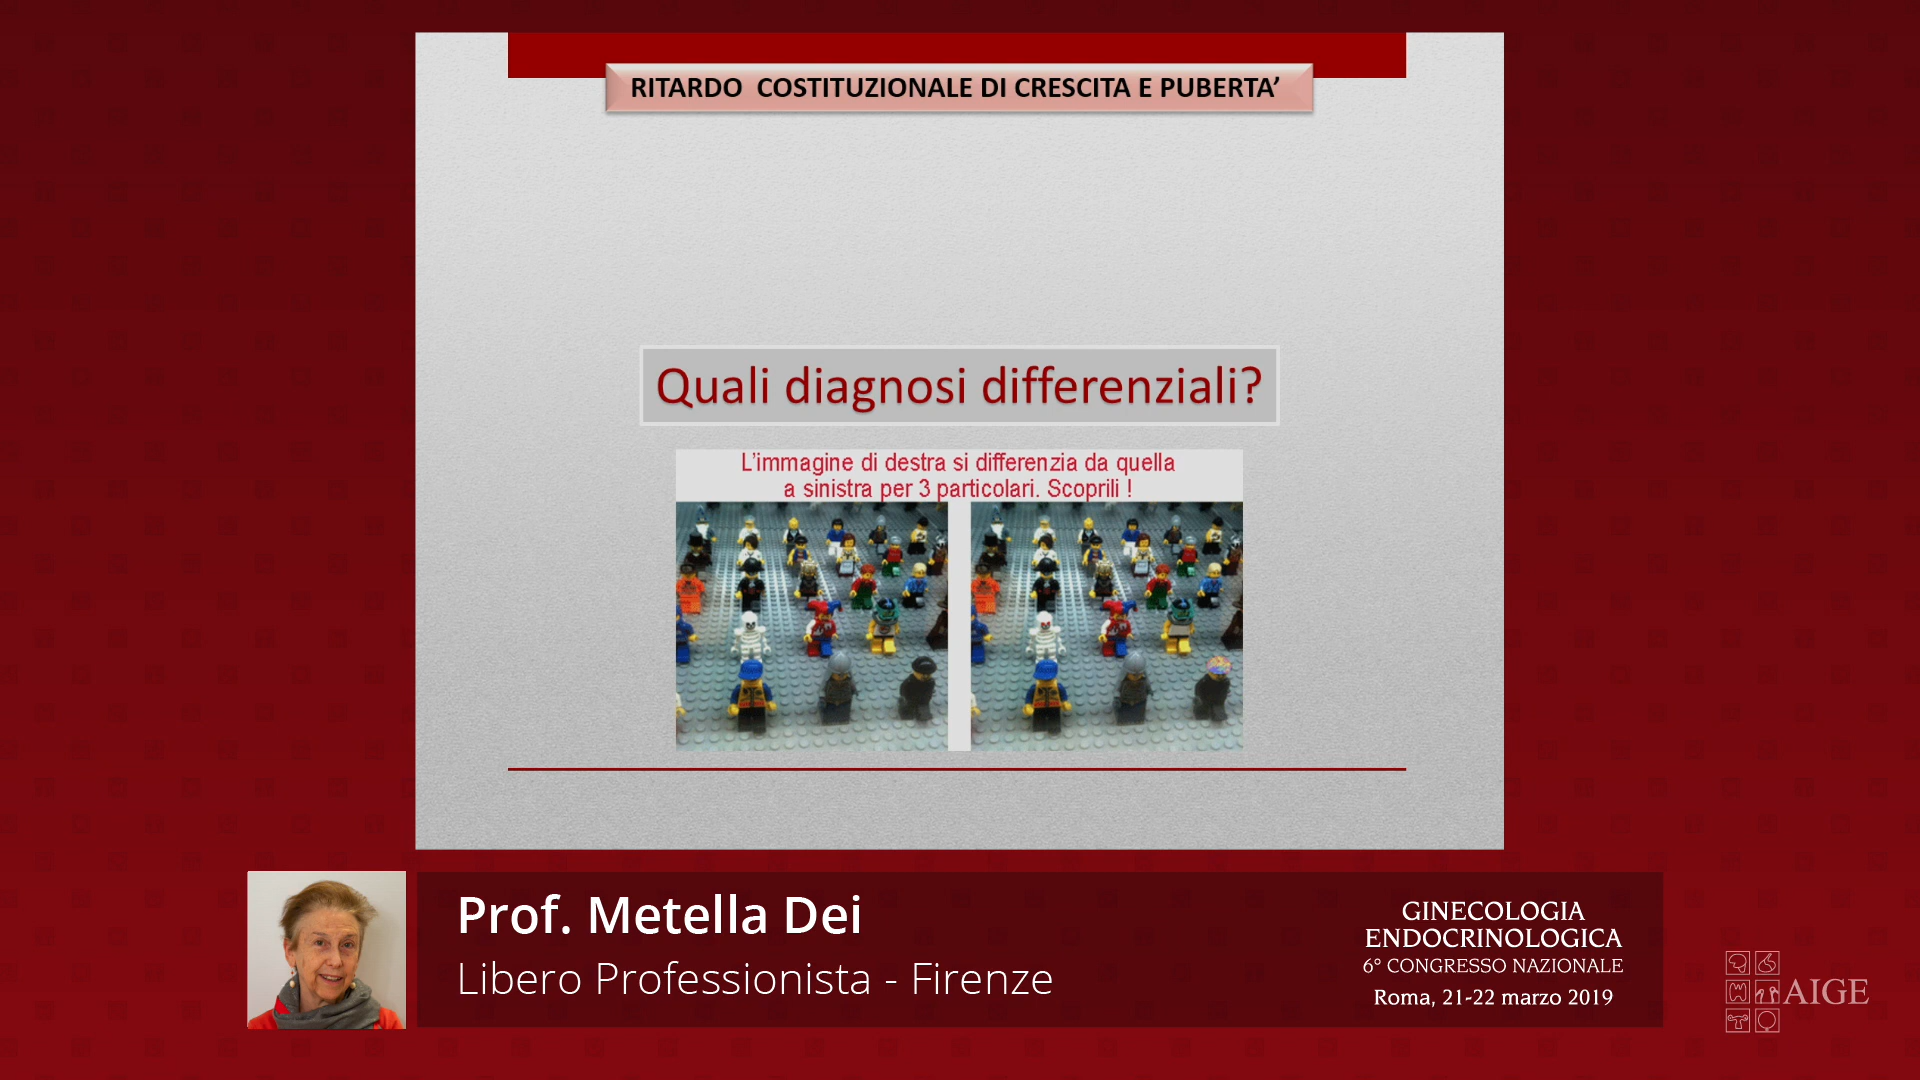 RITARDO COSTITUZIONALE DI CRESCITA E PUBERTA’
Quali diagnosi differenziali?
L’immagine di destra si differenzia da quella
a sinistra per 3 particolari. Scoprili !
Prof. Metella Dei
Libero Professionista - Firenze
GINECOLOGIA
ENDOCRINOLOGICA
6° CONGRESSO NAZIONALE
Roma, 21-22 marzo 2019
AIGE